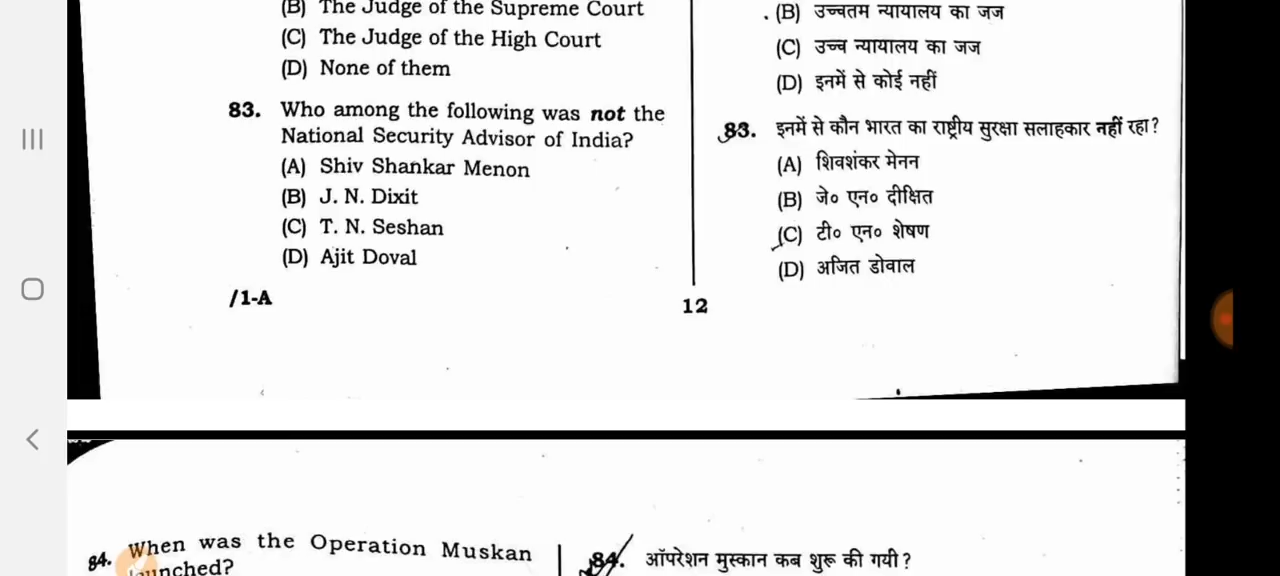 (B) The Judge of the Supreme Court
(C) The Judge of the High Court
(D) None of them
83. Who among the following was not the
National Security Advisor of India?
(A) Shiv Shankar Menon
(B) J. N. Dixit
(C) T. N. Seshan
(D) Ajit Doval
/1-A
(B) उच्चतम न्यायालय का जज
(C) उच्च न्यायालय का जज
(D) इनमें से कोई नहीं
83. इनमें से कौन भारत का राष्ट्रीय सुरक्षा सलाहकार नहीं रहा?
(A) शिवशंकर मेनन
(B) जे० एन० दीक्षित
(C) टी० एन० शेषण
(D) अजित डोवाल
12
84. When was the Operation Muskan
launched?
84. ऑपरेशन मुस्कान कब शुरू की गयी?